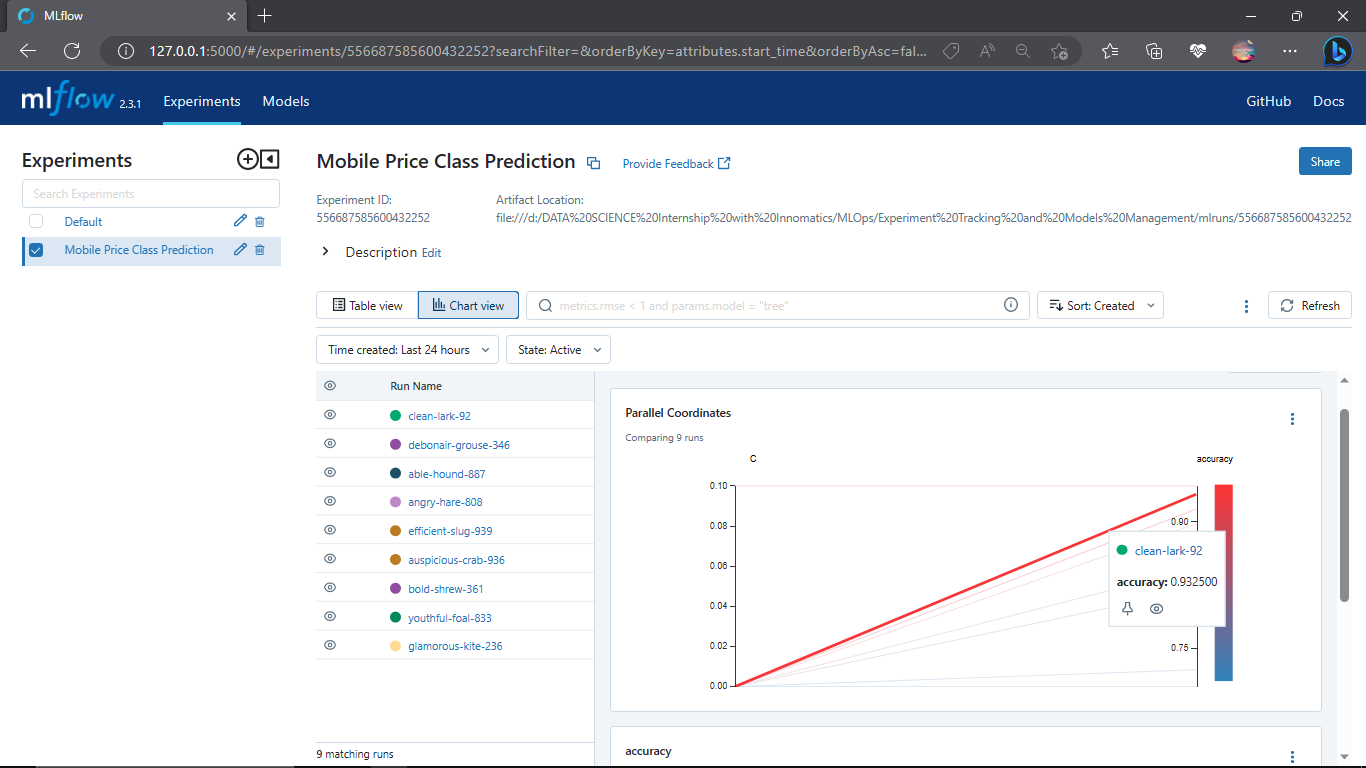 MLflow
127.0.0.1:5000/#/experiments/556687585600432252?searchFilter=&orderByKey=attributes.start_time&orderByAsc=fal...
mlflow 2.3.1 Experiments Models GitHub Docs
Experiments
Search Experiments
Default
Mobile Price Class Prediction
Mobile Price Class Prediction Provide Feedback Share
Experiment ID: Artifact Location:
556687585600432252 file:///d:/DATA%20SCIENCE%20Internship%20with%20Innomatics/MLOps/Experiment%20Tracking%20and%20Models%20Management/mlruns/556687585600432252
Description Edit
Table view Chart view metrics.rmse < 1 and params.model = "tree" Sort: Created Refresh
Time created: Last 24 hours State: Active
Run Name
clean-lark-92
debonair-grouse-346
able-hound-887
angry-hare-808
efficient-slug-939
auspicious-crab-936
bold-shrew-361
youthful-foal-833
glamorous-kite-236
9 matching runs
Parallel Coordinates
Comparing 9 runs
C accuracy
0.10
0.08
0.06
0.04
0.02
0.00
0.90
clean-lark-92
accuracy: 0.932500
0.75
accuracy